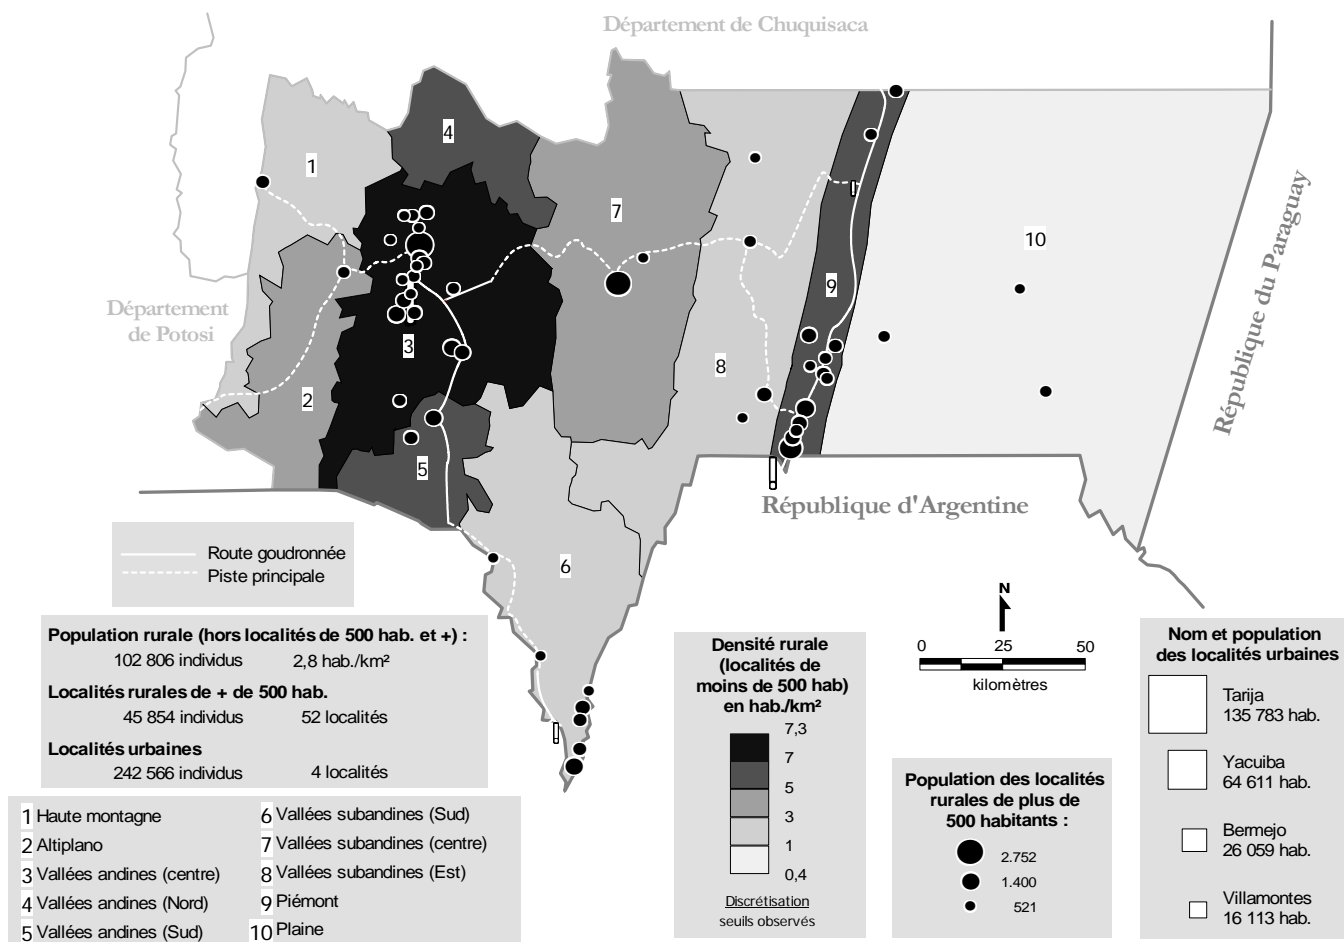 Département de Chuquisaca
Département
de Potosi
République du Paraguay
République d'Argentine
1
2
3
4
5
6
7
8
9
10
Route goudronnée
Piste principale
Population rurale (hors localités de 500 hab. et +) :
102 806 individus 2,8 hab./km²
Localités rurales de + de 500 hab.
45 854 individus 52 localités
Localités urbaines
242 566 individus 4 localités
1 Haute montagne
2 Altiplano
3 Vallées andines (centre)
4 Vallées andines (Nord)
5 Vallées andines (Sud)
6 Vallées subandines (Sud)
7 Vallées subandines (centre)
8 Vallées subandines (Est)
9 Piémont
10 Plaine
Densité rurale
(localités de
moins de 500 hab)
en hab./km²
7,3
7
5
3
1
0,4
Discrétisation
seuils observés
N
0 25 50
kilomètres
Population des localités
rurales de plus de
500 habitants :
2.752
1.400
521
Nom et population
des localités urbaines
Tarija
135 783 hab.
Yacuiba
64 611 hab.
Bermejo
26 059 hab.
Villamontes
16 113 hab.